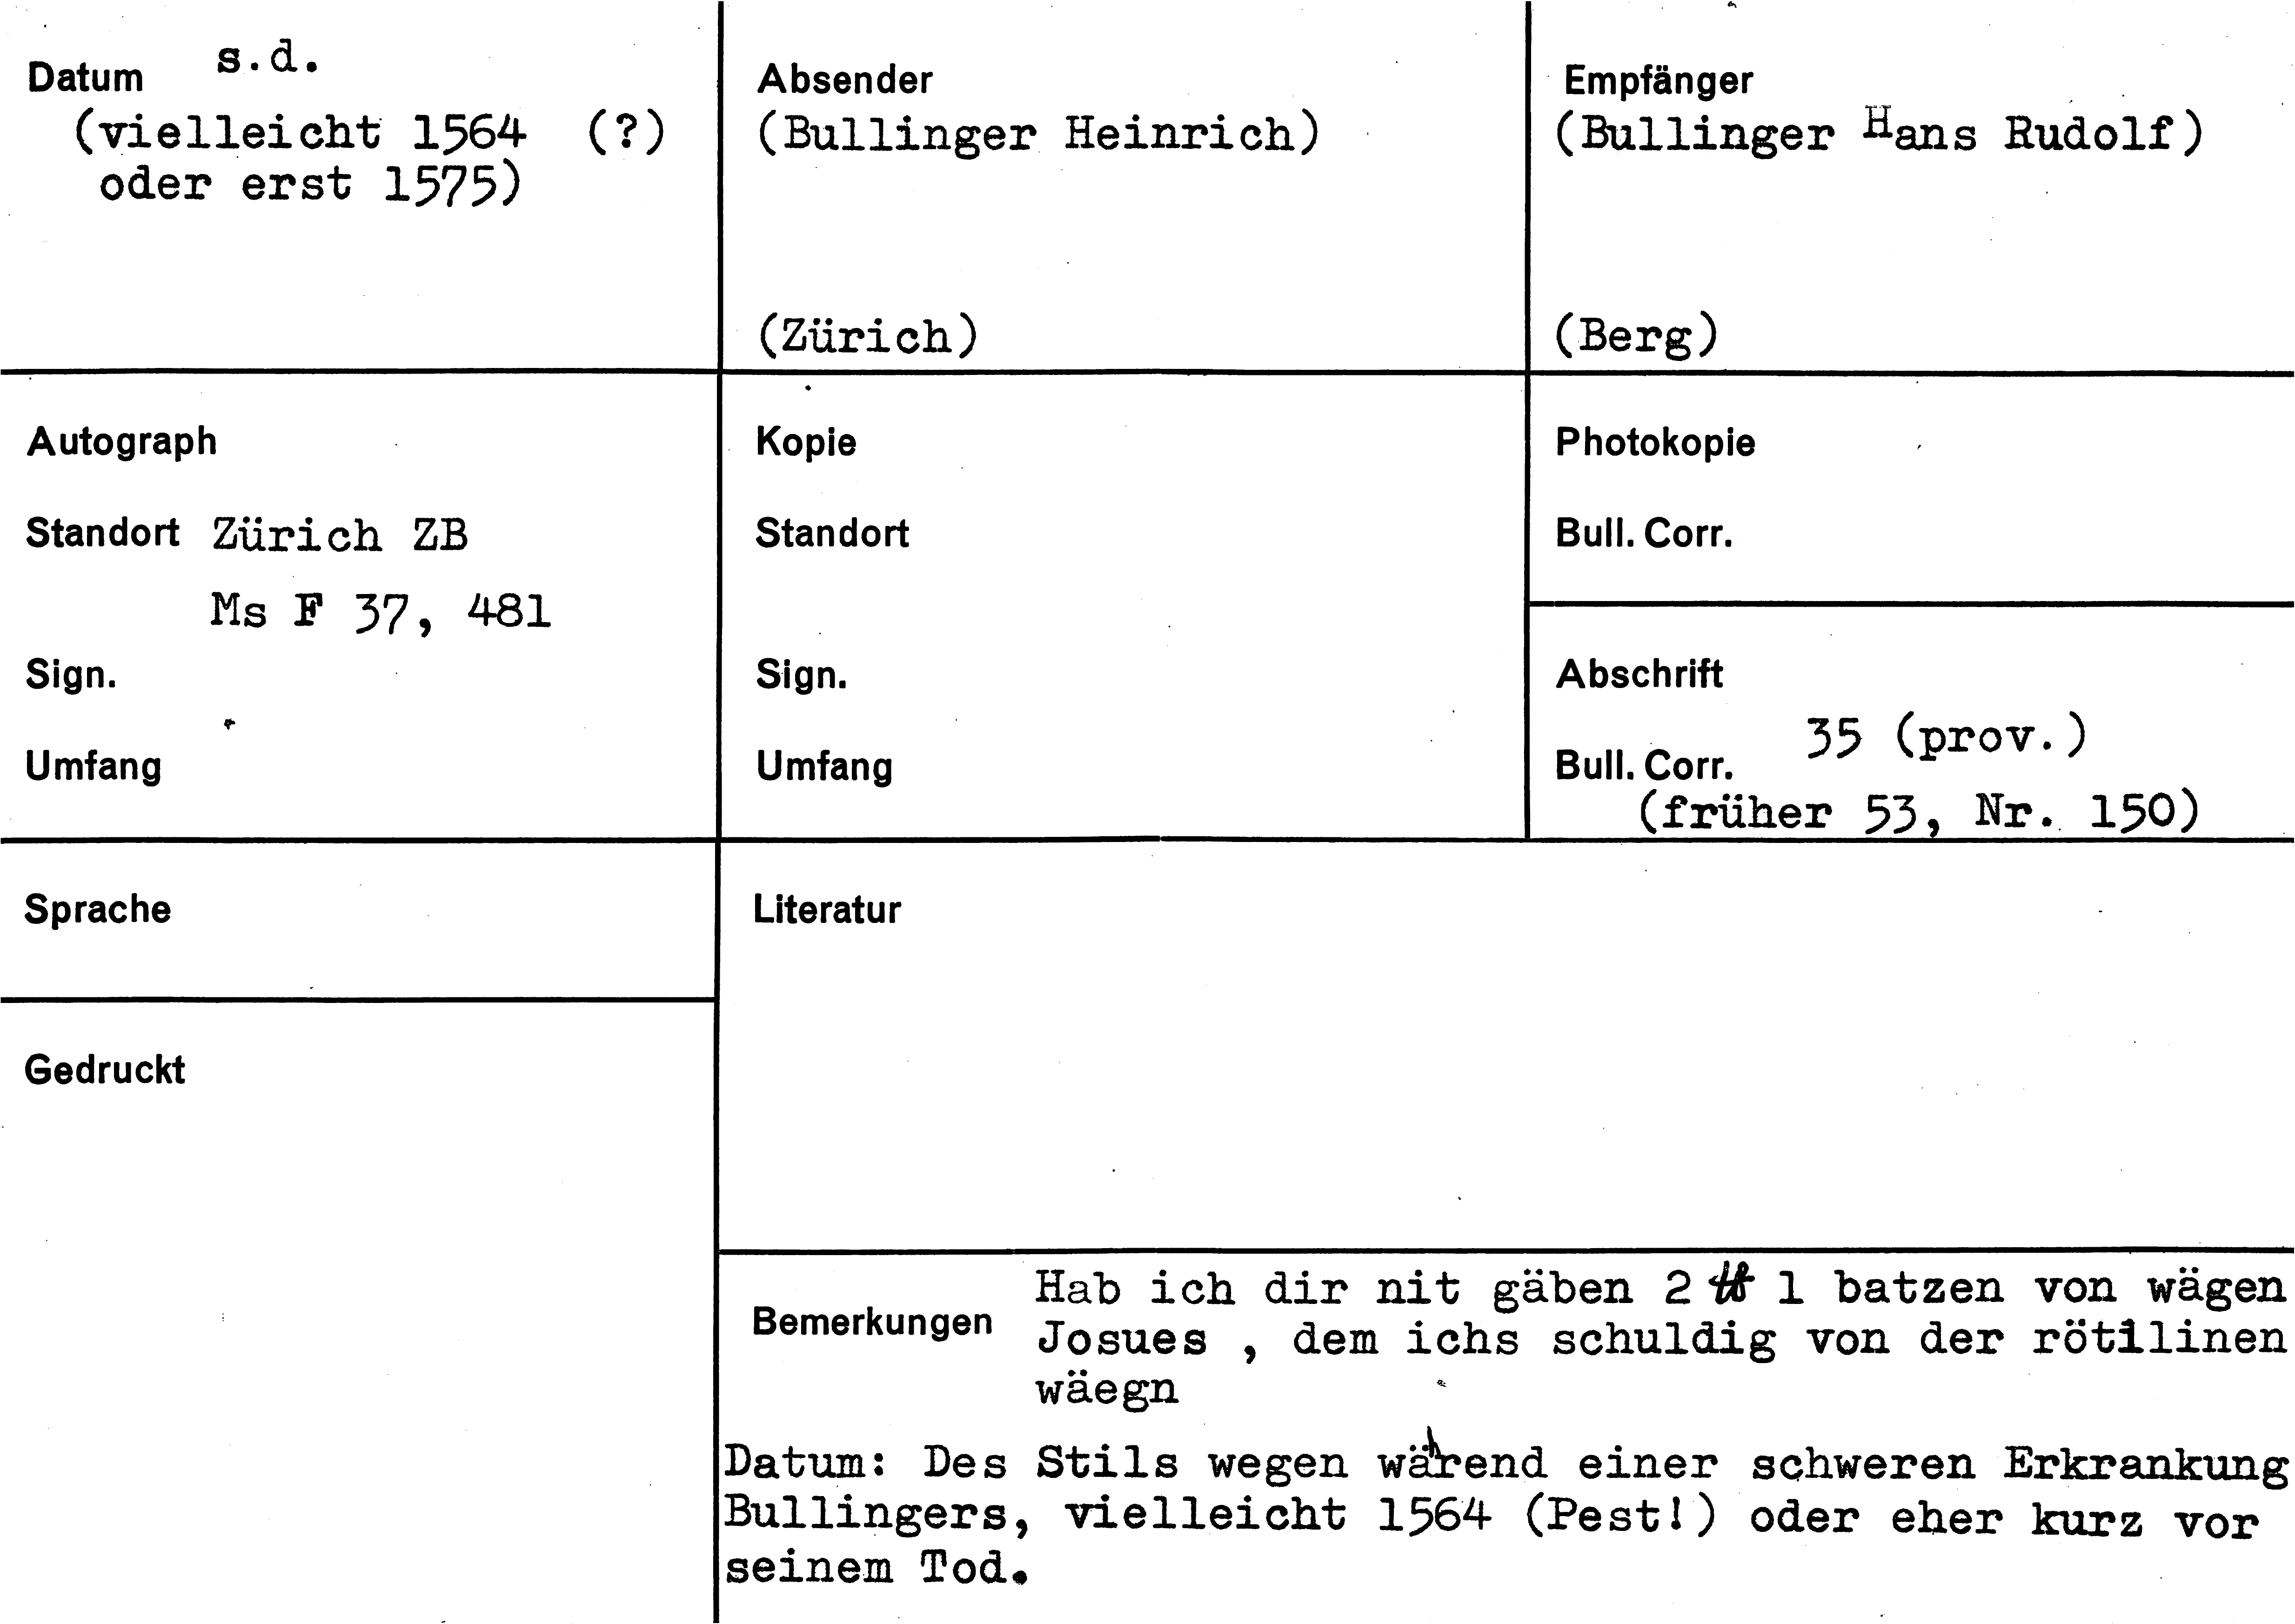 Datum s.d.
(vielleicht 1564 (?)
oder erst 1575)
Absender
(Bullinger Heinrich)
(Zürich)
Empfänger
(Bullinger Hans Rudolf)
(Berg)
Autograph
Standort Zürich ZB
Ms F 37, 481
Sign.
Umfang
Kopie
Standort
Sign.
Umfang
Photokopie
Bull. Corr.
Abschrift
Bull. Corr. 35 (prov.)
(früher 53, Nr. 150)
Sprache
Gedruckt
Literatur
Bemerkungen
Hab ich dir nit gäben 2 ℔ 1 batzen von wägen
Josues , dem ichs schuldig von der rötilinen
wäegn
Datum: Des Stils wegen während einer schweren Erkrankung
Bullingers, vielleicht 1564 (Pest!) oder eher kurz vor
seinem Tod.